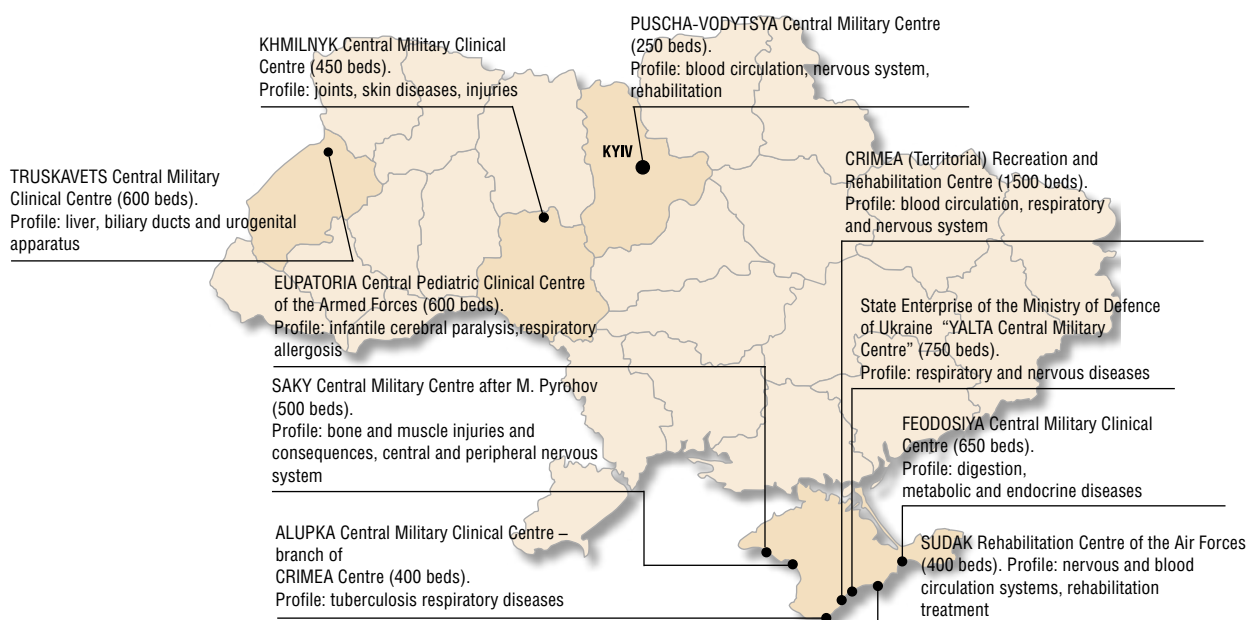 PUSCHA-VODYTSYA Central Military Centre
(250 beds).
Profile: blood circulation, nervous system,
rehabilitation
KHMILNYK Central Military Clinical
Centre (450 beds).
Profile: joints, skin diseases, injuries
KYIV
TRUSKAVETS Central Military
Clinical Centre (600 beds).
Profile: liver, biliary ducts and urogenital
apparatus
CRIMEA (Territorial) Recreation and
Rehabilitation Centre (1500 beds).
Profile: blood circulation, respiratory
and nervous system
EUPATORIA Central Pediatric Clinical Centre
of the Armed Forces (600 beds).
Profile: infantile cerebral paralysis,respiratory
allergosis
State Enterprise of the Ministry of Defence
of Ukraine “YALTA Central Military
Centre” (750 beds).
Profile: respiratory and nervous diseases
SAKY Central Military Centre after M. Pyrohov
(500 beds).
Profile: bone and muscle injuries and
consequences, central and peripheral nervous
system
FEODOSIYA Central Military Clinical
Centre (650 beds).
Profile: digestion,
metabolic and endocrine diseases
ALUPKA Central Military Clinical Centre –
branch of
CRIMEA Centre (400 beds).
Profile: tuberculosis respiratory diseases
SUDAK Rehabilitation Centre of the Air Forces
(400 beds). Profile: nervous and blood
circulation systems, rehabilitation
treatment